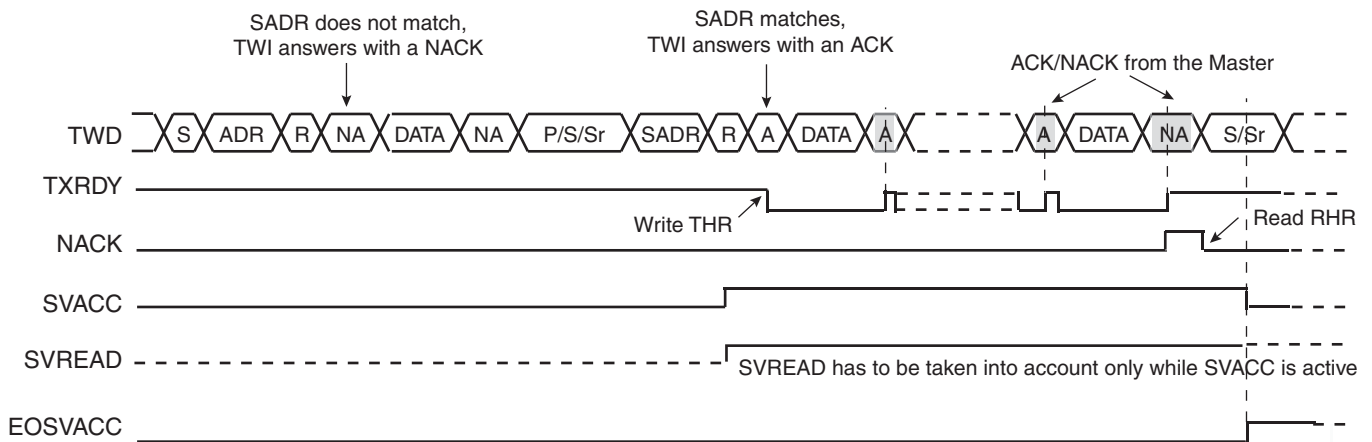 SADR does not match,
TWI answers with a NACK
SADR matches,
TWI answers with an ACK
ACK/NACK from the Master
TWD S ADR R NA DATA NA P/S/Sr SADR R A DATA A A DATA NA S/Sr
TXRDY
Write THR
Read RHR
NACK
SVACC
SVREAD
SVREAD has to be taken into account only while SVACC is active
EOSVACC